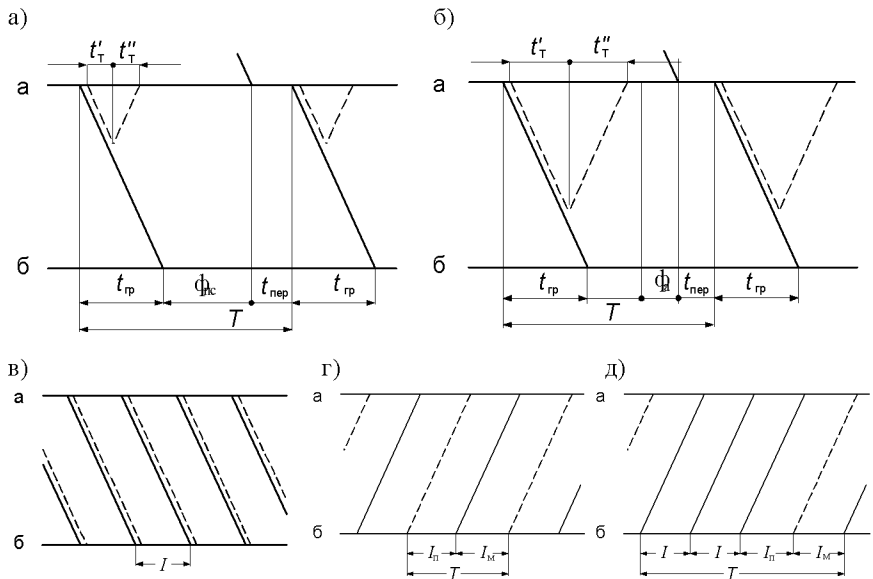 а)
t'т t"т
а
б
tгр tпер tгр
T
б)
t'т t"т
а
б
tгр tпер tгр
T
в)
а
б
I
г)
а
б
Iп Iм
T
д)
а
б
I I Iп Iм
T